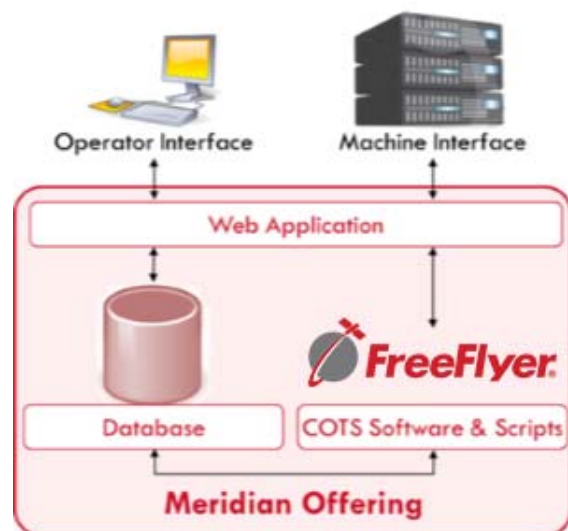 Operator Interface
Machine Interface
Web Application
FreeFlyer®
Database
COTS Software & Scripts
Meridian Offering